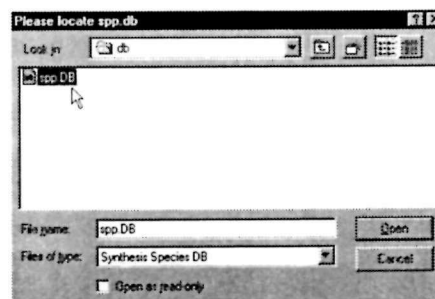 Please locate spp.db
Look in: db
spp.DB
File name: spp.DB Open
Files of type: Synthesis Species DB Cancel
Open as read-only